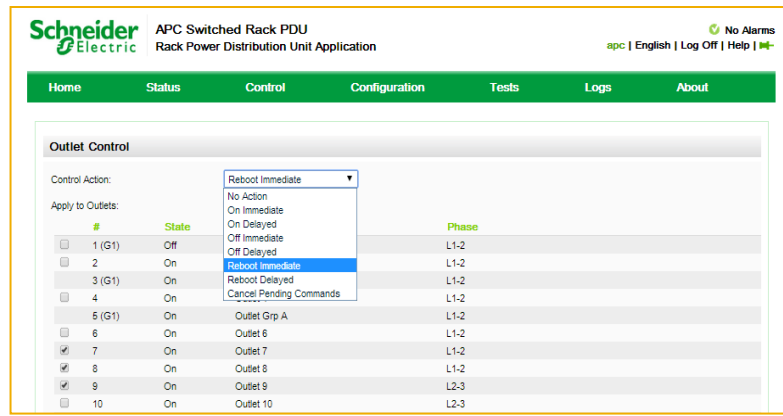 Schneider Electric
APC Switched Rack PDU
Rack Power Distribution Unit Application
No Alarms
apc | English | Log Off | Help |
Home Status Control Configuration Tests Logs About
Outlet Control
Control Action: Reboot Immediate
No Action
On Immediate
On Delayed
Off Immediate
Off Delayed
Reboot Immediate
Reboot Delayed
Cancel Pending Commands
Apply to Outlets:
# State Phase
1 (G1) Off L1-2
2 On L1-2
3 (G1) On L1-2
4 On L1-2
5 (G1) On Outlet Grp A L1-2
6 On Outlet 6 L1-2
7 On Outlet 7 L1-2
8 On Outlet 8 L1-2
9 On Outlet 9 L2-3
10 On Outlet 10 L2-3